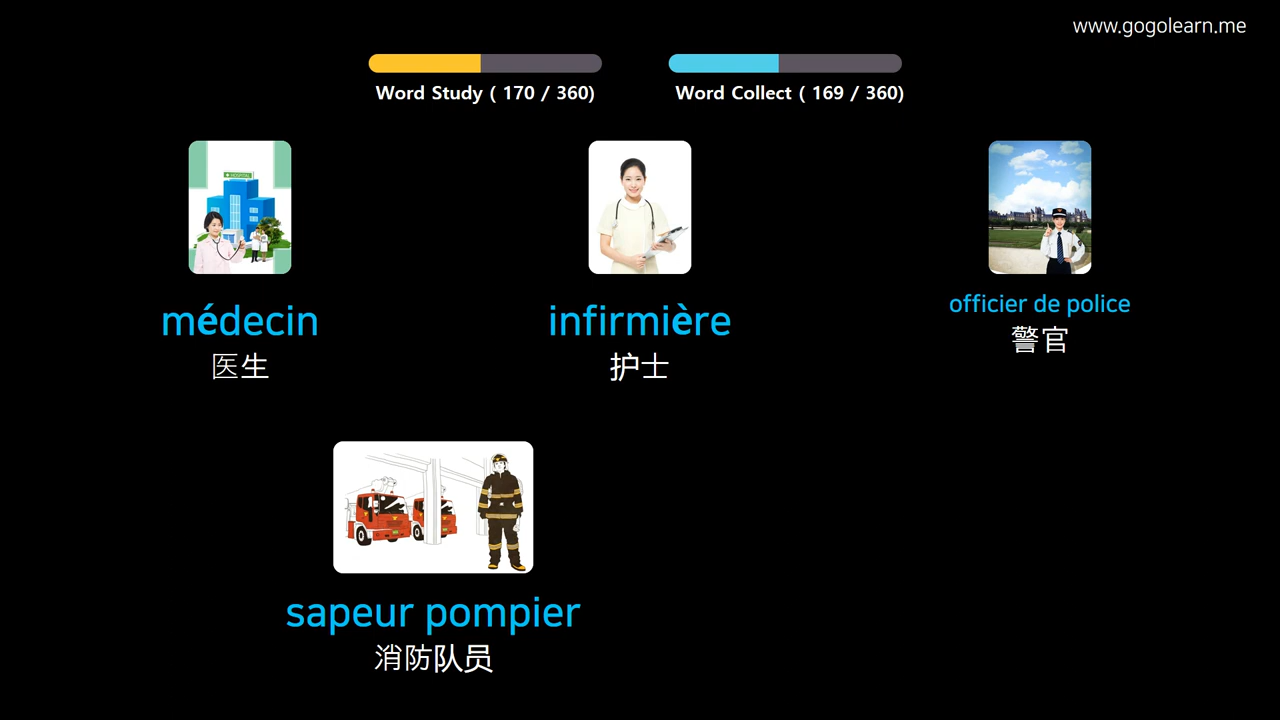 www.gogolearn.me
Word Study ( 170 / 360)
Word Collect ( 169 / 360)
HOSPITAL
médecin
infirmière
officier de police
医生
护士
警官
sapeur pompier
消防队员